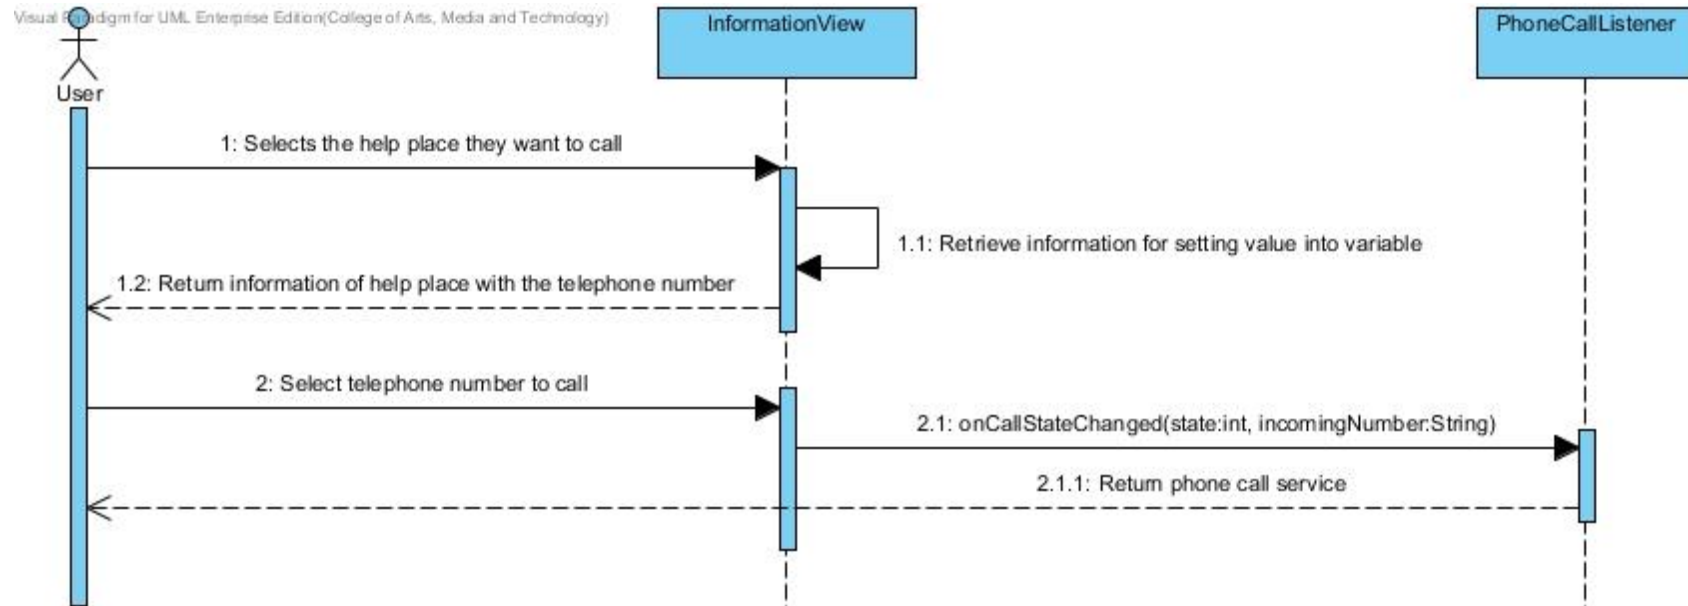 Visual Paradigm for UML Enterprise Edition(College of Arts, Media and Technology)
InformationView
PhoneCallListener
User
1: Selects the help place they want to call
1.1: Retrieve information for setting value into variable
1.2: Return information of help place with the telephone number
2: Select telephone number to call
2.1: onCallStateChanged(state:int, incomingNumber:String)
2.1.1: Return phone call service